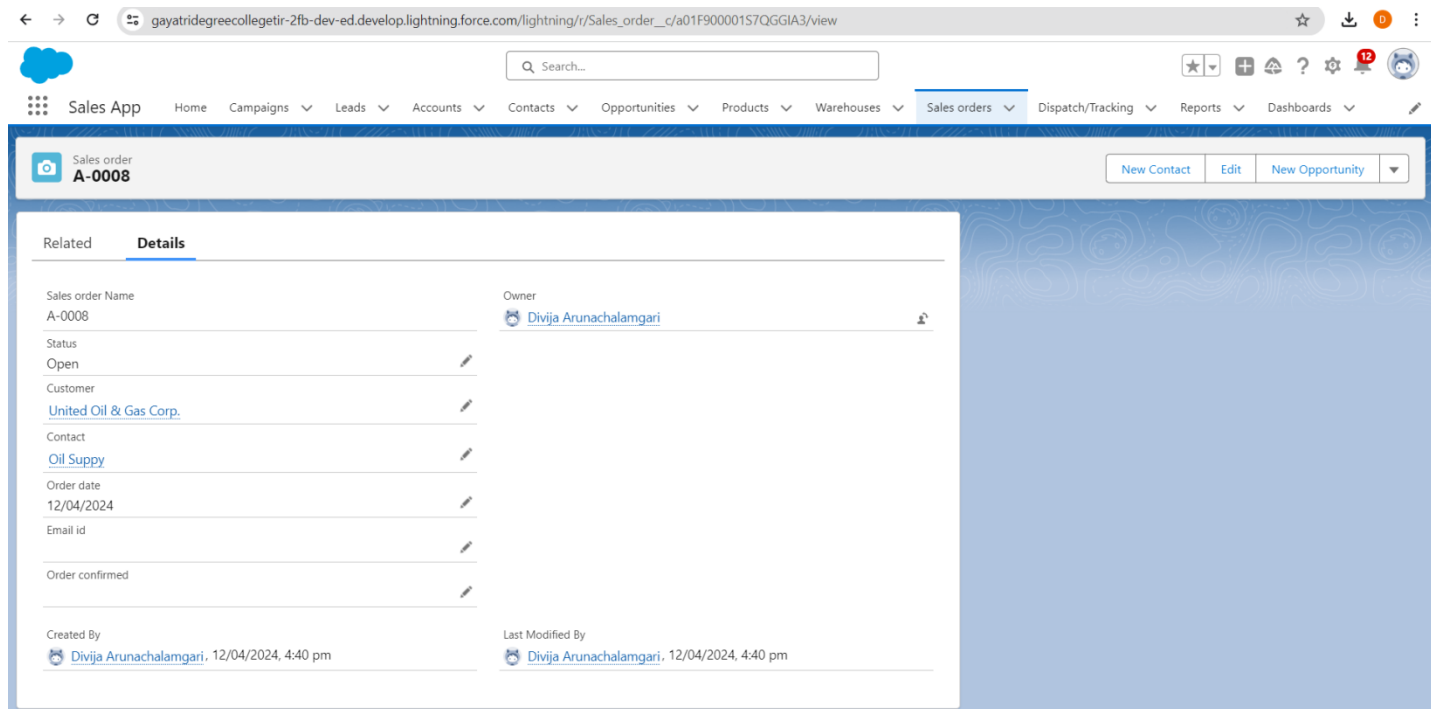 gayatridegreecollegetir-2fb-dev-ed.develop.lightning.force.com/lightning/r/Sales_order__c/a01F900001S7QGGIA3/view
D
Search...
12
Sales App Home Campaigns Leads Accounts Contacts Opportunities Products Warehouses Sales orders Dispatch/Tracking Reports Dashboards
Sales order
A-0008
New Contact Edit New Opportunity
Related Details
Sales order Name
A-0008
Owner
Divija Arunachalamgari
Status
Open
Customer
United Oil & Gas Corp.
Contact
Oil Suppy
Order date
12/04/2024
Email id
Order confirmed
Created By
Divija Arunachalamgari, 12/04/2024, 4:40 pm
Last Modified By
Divija Arunachalamgari, 12/04/2024, 4:40 pm